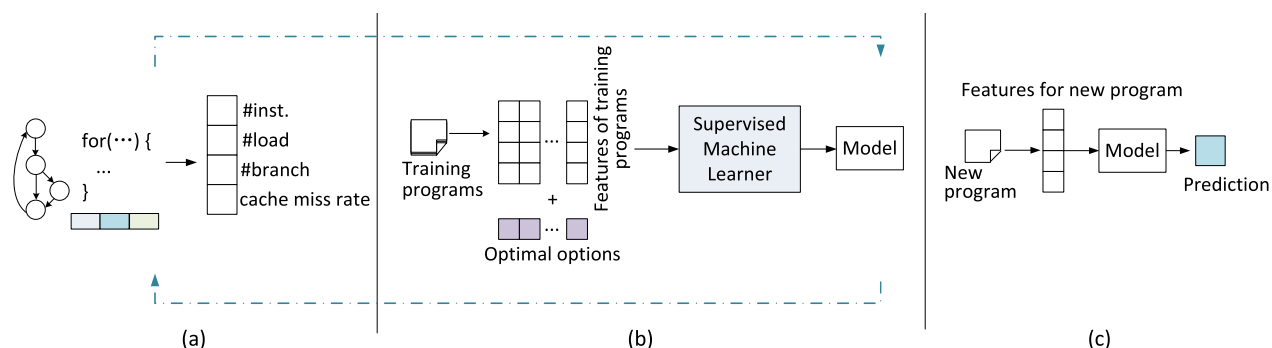 for(⋯) {
...
}
#inst.
#load
#branch
cache miss rate
(a)
Training
programs
...
Features of training
programs
+
...
Optimal options
Supervised
Machine
Learner
Model
(b)
Features for new program
New
program
Model
Prediction
(c)